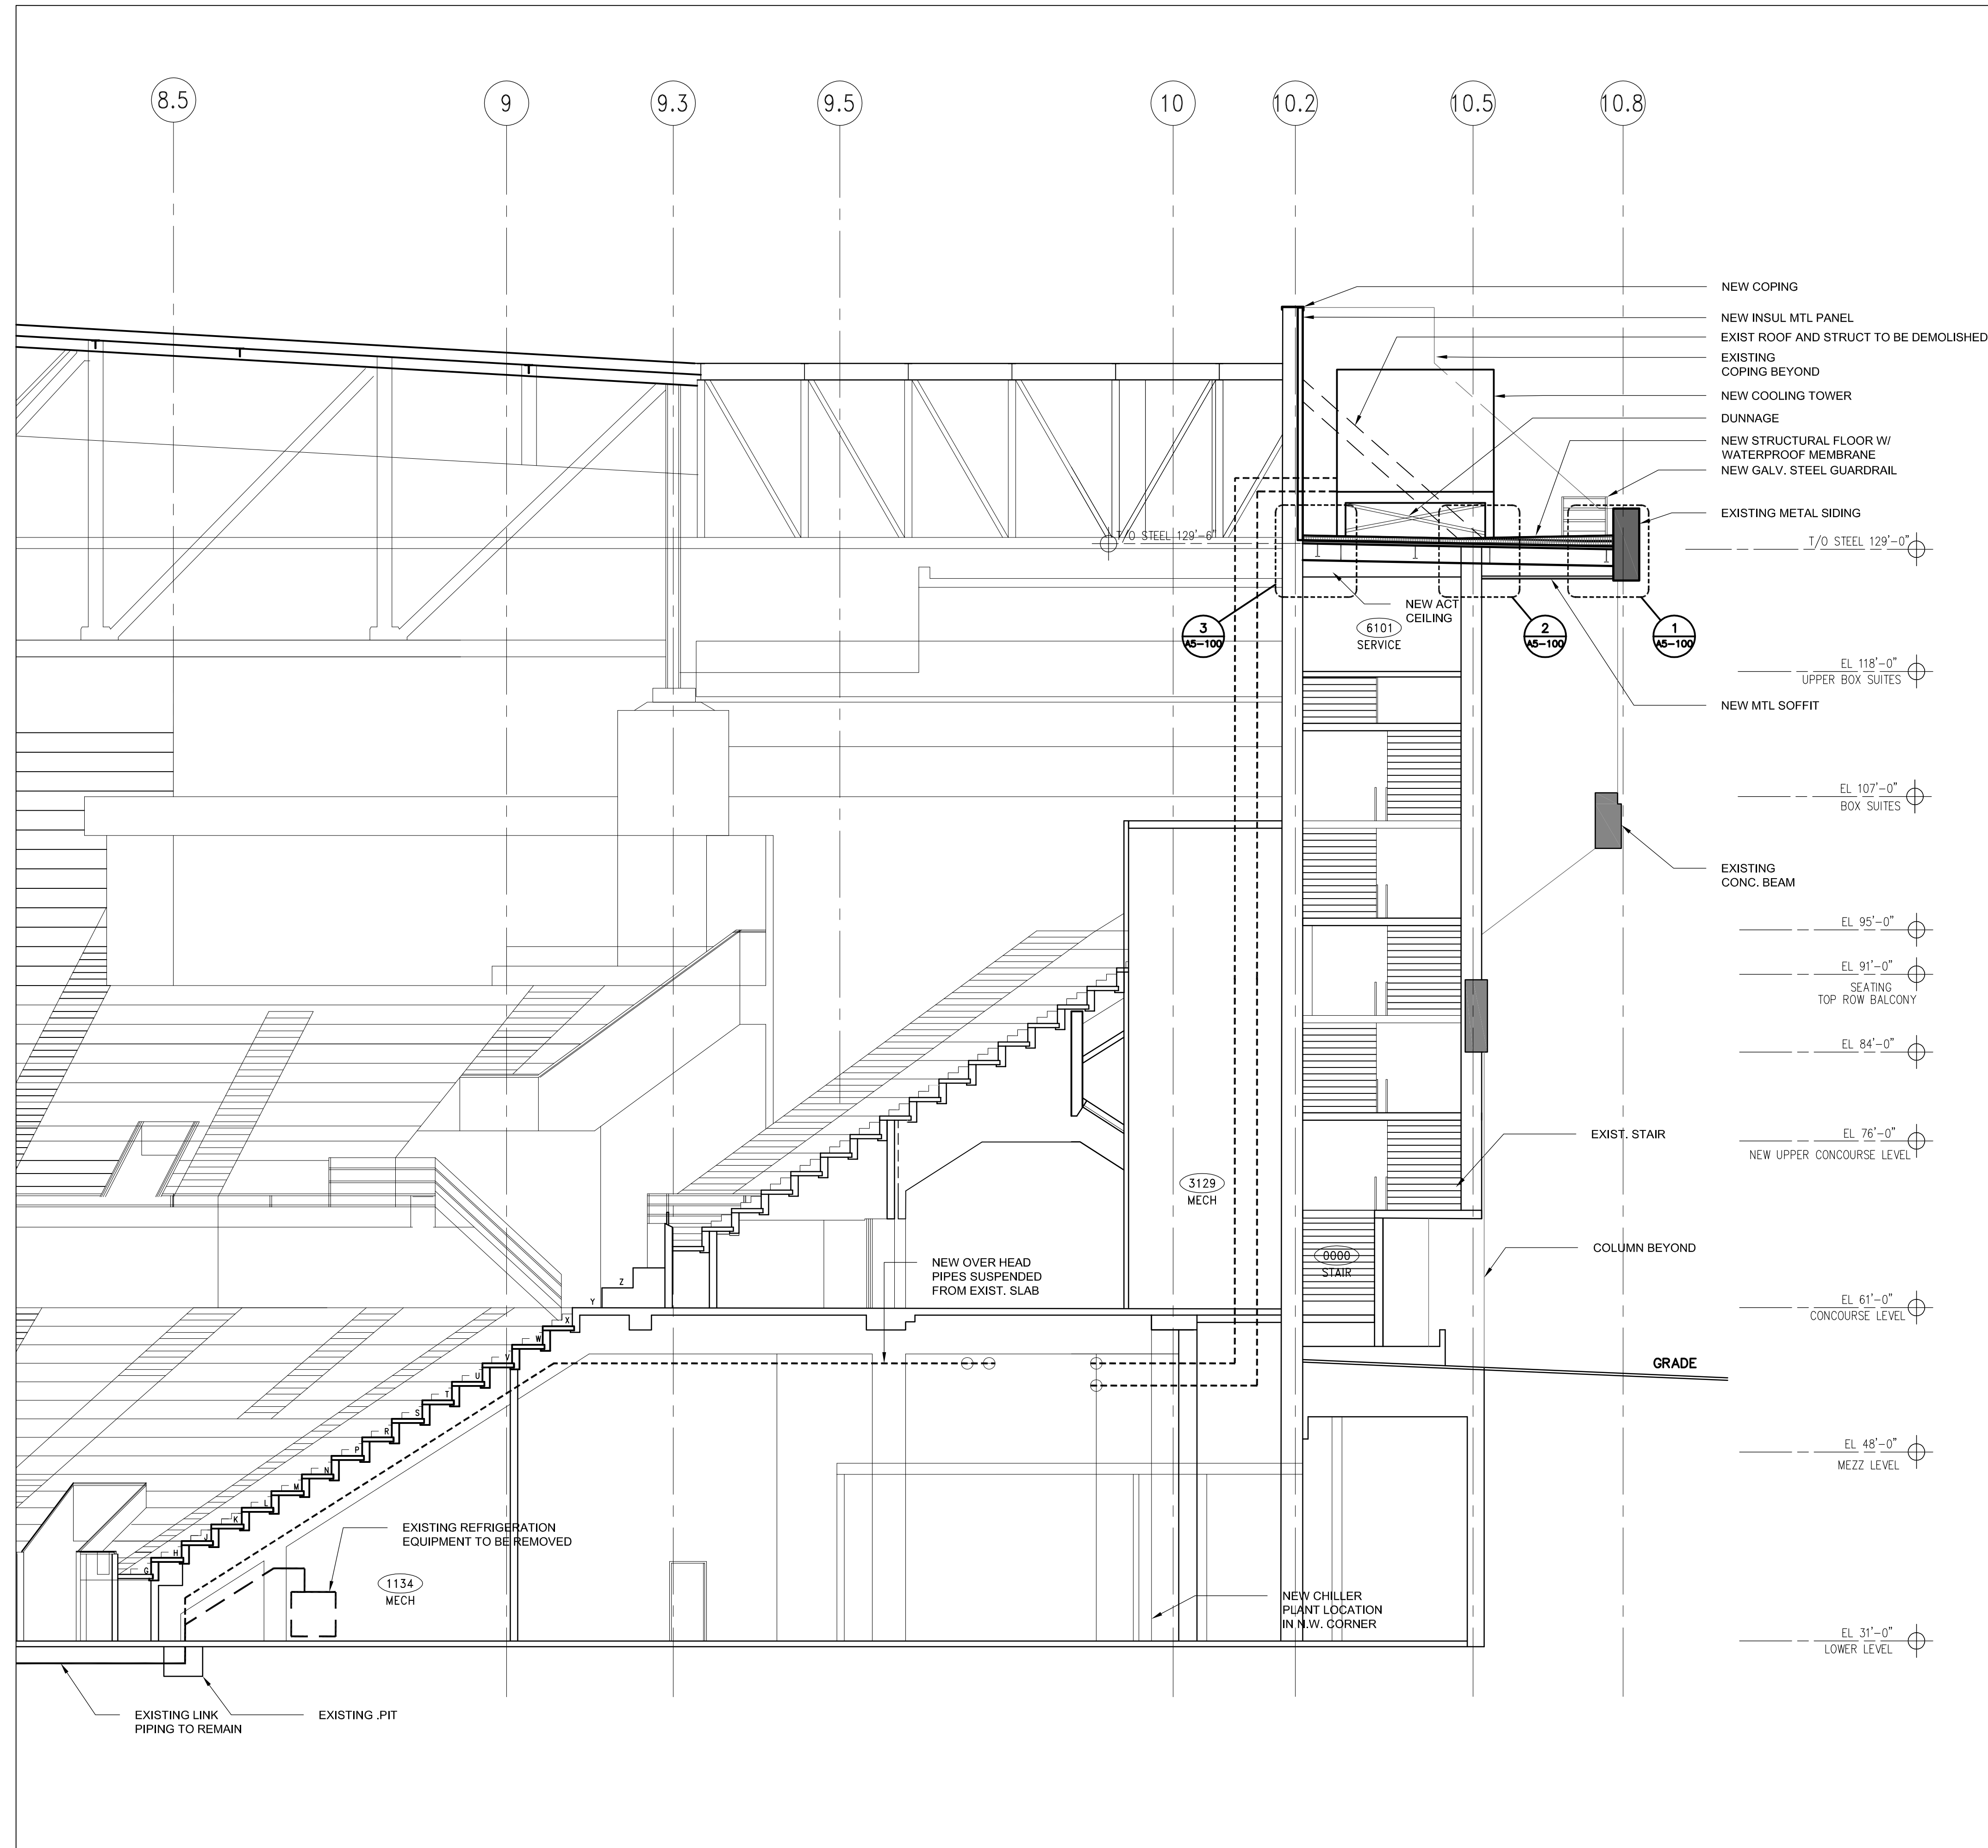 8.5
9
9.3
9.5
10
10.2
10.5
10.8
NEW COPING
NEW INSUL MTL PANEL
EXIST ROOF AND STRUCT TO BE DEMOLISHED
EXISTING
COPING BEYOND
NEW COOLING TOWER
DUNNAGE
NEW STRUCTURAL FLOOR W/
WATERPROOF MEMBRANE
NEW GALV. STEEL GUARDRAIL
EXISTING METAL SIDING
T/O STEEL 129'-6"
T/O STEEL 129'-0"
NEW ACT
CEILING
3
A5-100
6101
SERVICE
2
A5-100
1
A5-100
EL 118'-0"
UPPER BOX SUITES
NEW MTL SOFFIT
EL 107'-0"
BOX SUITES
EXISTING
CONC. BEAM
EL 95'-0"
EL 91'-0"
SEATING
TOP ROW BALCONY
EL 84'-0"
EXIST. STAIR
EL 76'-0"
NEW UPPER CONCOURSE LEVEL
3129
MECH
COLUMN BEYOND
0000
STAIR
NEW OVER HEAD
PIPES SUSPENDED
FROM EXIST. SLAB
EL 61'-0"
CONCOURSE LEVEL
Z
Y
X
W
V
U
T
S
R
P
N
M
L
K
J
H
G
GRADE
EL 48'-0"
MEZZ LEVEL
EXISTING REFRIGERATION
EQUIPMENT TO BE REMOVED
1134
MECH
NEW CHILLER
PLANT LOCATION
IN N.W. CORNER
EL 31'-0"
LOWER LEVEL
EXISTING LINK
PIPING TO REMAIN
EXISTING .PIT